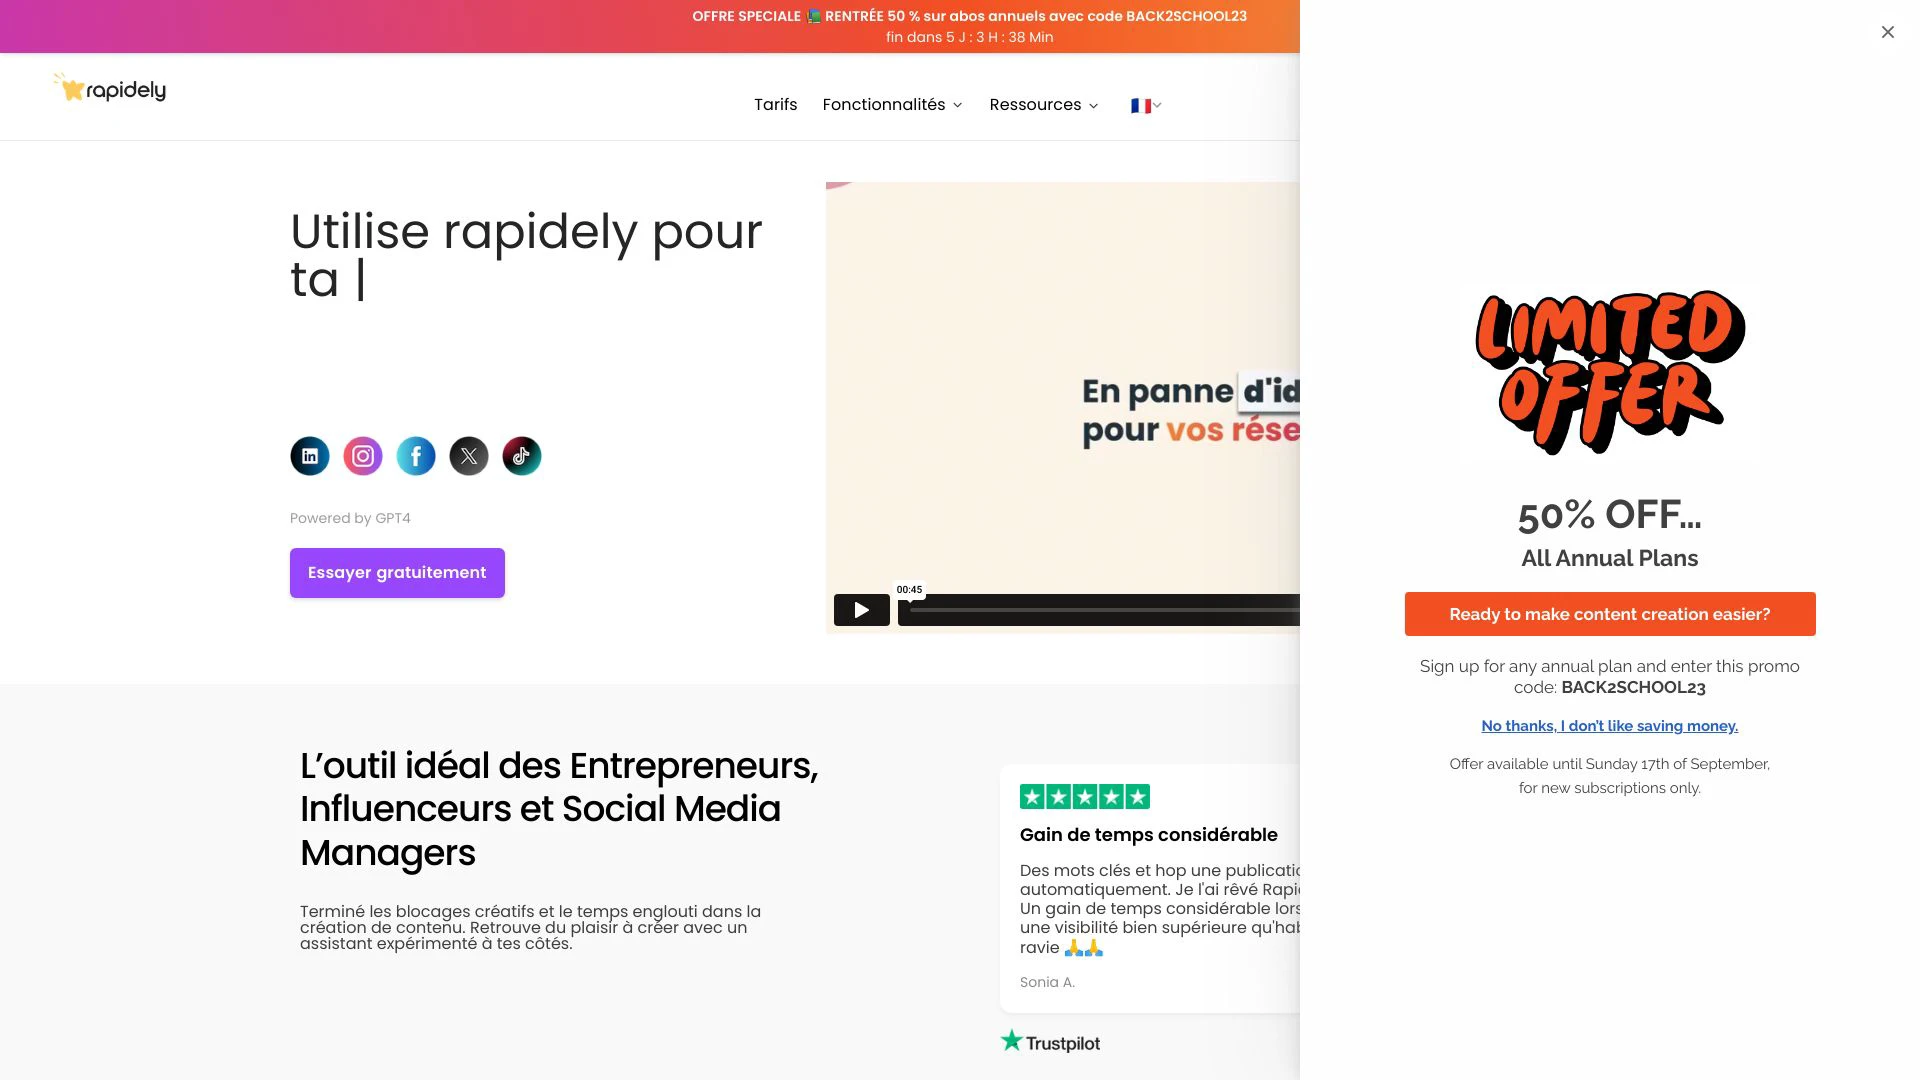 OFFRE SPECIALE RENTRÉE 50 % sur abos annuels avec code BACK2SCHOOL23
fin dans 5 J : 3 H : 38 Min
rapidely
Tarifs
Fonctionnalités
Ressources
Utilise rapidely pour
ta |
Powered by GPT4
Essayer gratuitement
En panne d'id
pour vos rése
00:45
L’outil idéal des Entrepreneurs,
Influenceurs et Social Media
Managers
Terminé les blocages créatifs et le temps englouti dans la
création de contenu. Retrouve du plaisir à créer avec un
assistant expérimenté à tes côtés.
Gain de temps considérable
Des mots clés et hop une publicatio
automatiquement. Je l'ai rêvé Rapi
Un gain de temps considérable lors
une visibilité bien supérieure qu'hab
ravie 🙏🙏
Sonia A.
Trustpilot
LIMITED
OFFER
50% OFF...
All Annual Plans
Ready to make content creation easier?
Sign up for any annual plan and enter this promo
code: BACK2SCHOOL23
No thanks, I don’t like saving money.
Offer available until Sunday 17th of September,
for new subscriptions only.